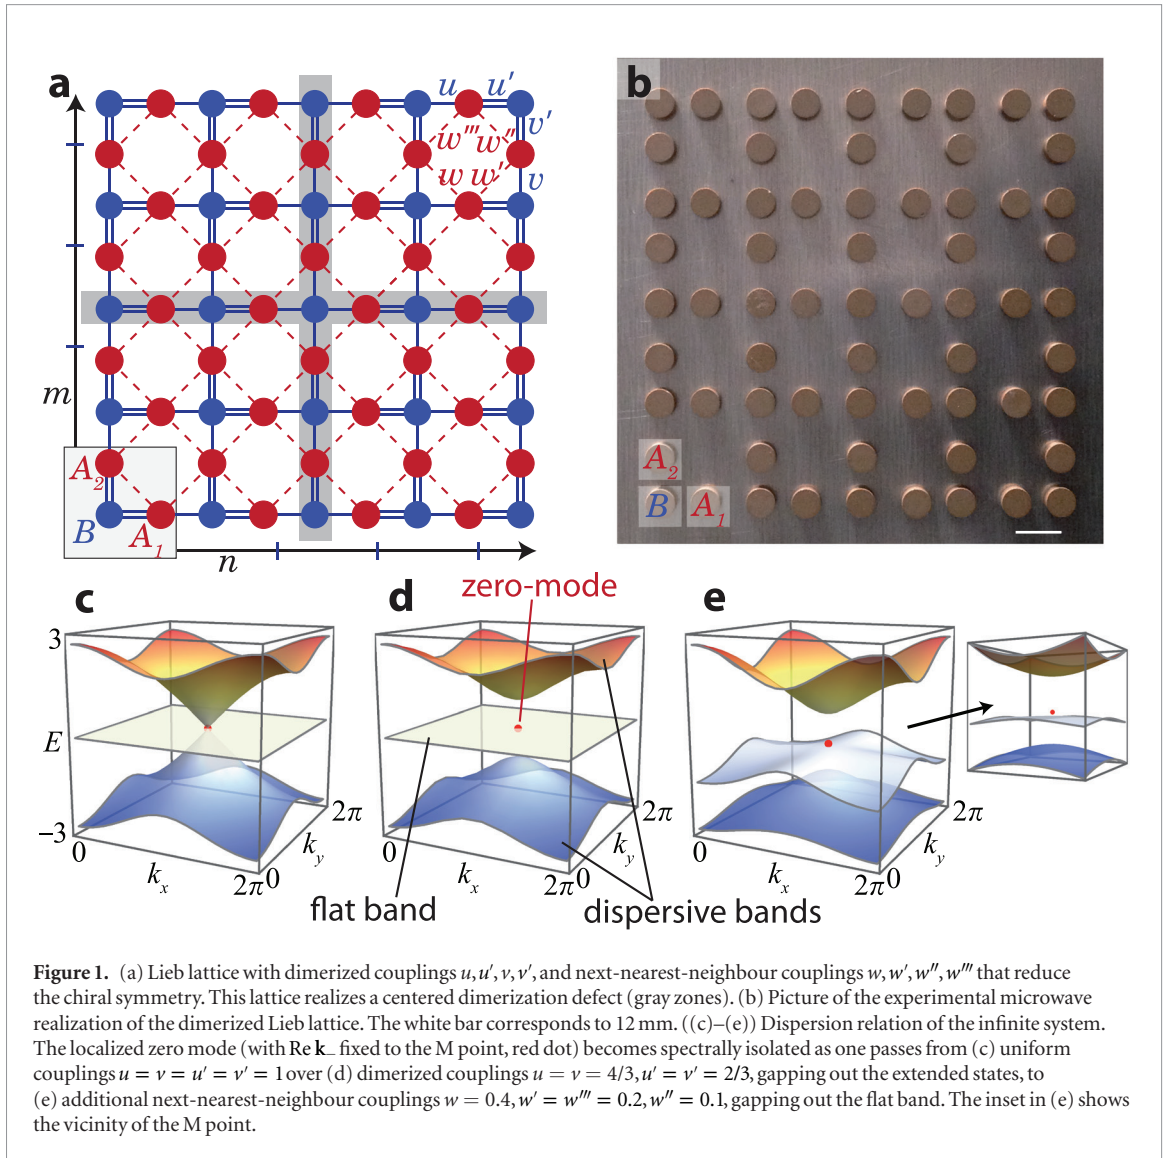 a
b
u u′
v′
w‴ w″
w w′
v
m
A2
B
A1
n
A2
B A1
c
d
zero-mode
e
3
E
−3
0
kx
2π
0
ky
2π
0
kx
2π
0
ky
2π
0
kx
2π
0
ky
2π
flat band
dispersive bands
Figure 1. (a) Lieb lattice with dimerized couplings u, u′, v, v′, and next-nearest-neighbour couplings w, w′, w″, w‴ that reduce
the chiral symmetry. This lattice realizes a centered dimerization defect (gray zones). (b) Picture of the experimental microwave
realization of the dimerized Lieb lattice. The white bar corresponds to 12 mm. ((c)–(e)) Dispersion relation of the infinite system.
The localized zero mode (with Re k_ fixed to the M point, red dot) becomes spectrally isolated as one passes from (c) uniform
couplings u = v = u′ = v′ = 1 over (d) dimerized couplings u = v = 4/3, u′ = v′ = 2/3, gapping out the extended states, to
(e) additional next-nearest-neighbour couplings w = 0.4, w′ = w‴ = 0.2, w″ = 0.1, gapping out the flat band. The inset in (e) shows
the vicinity of the M point.